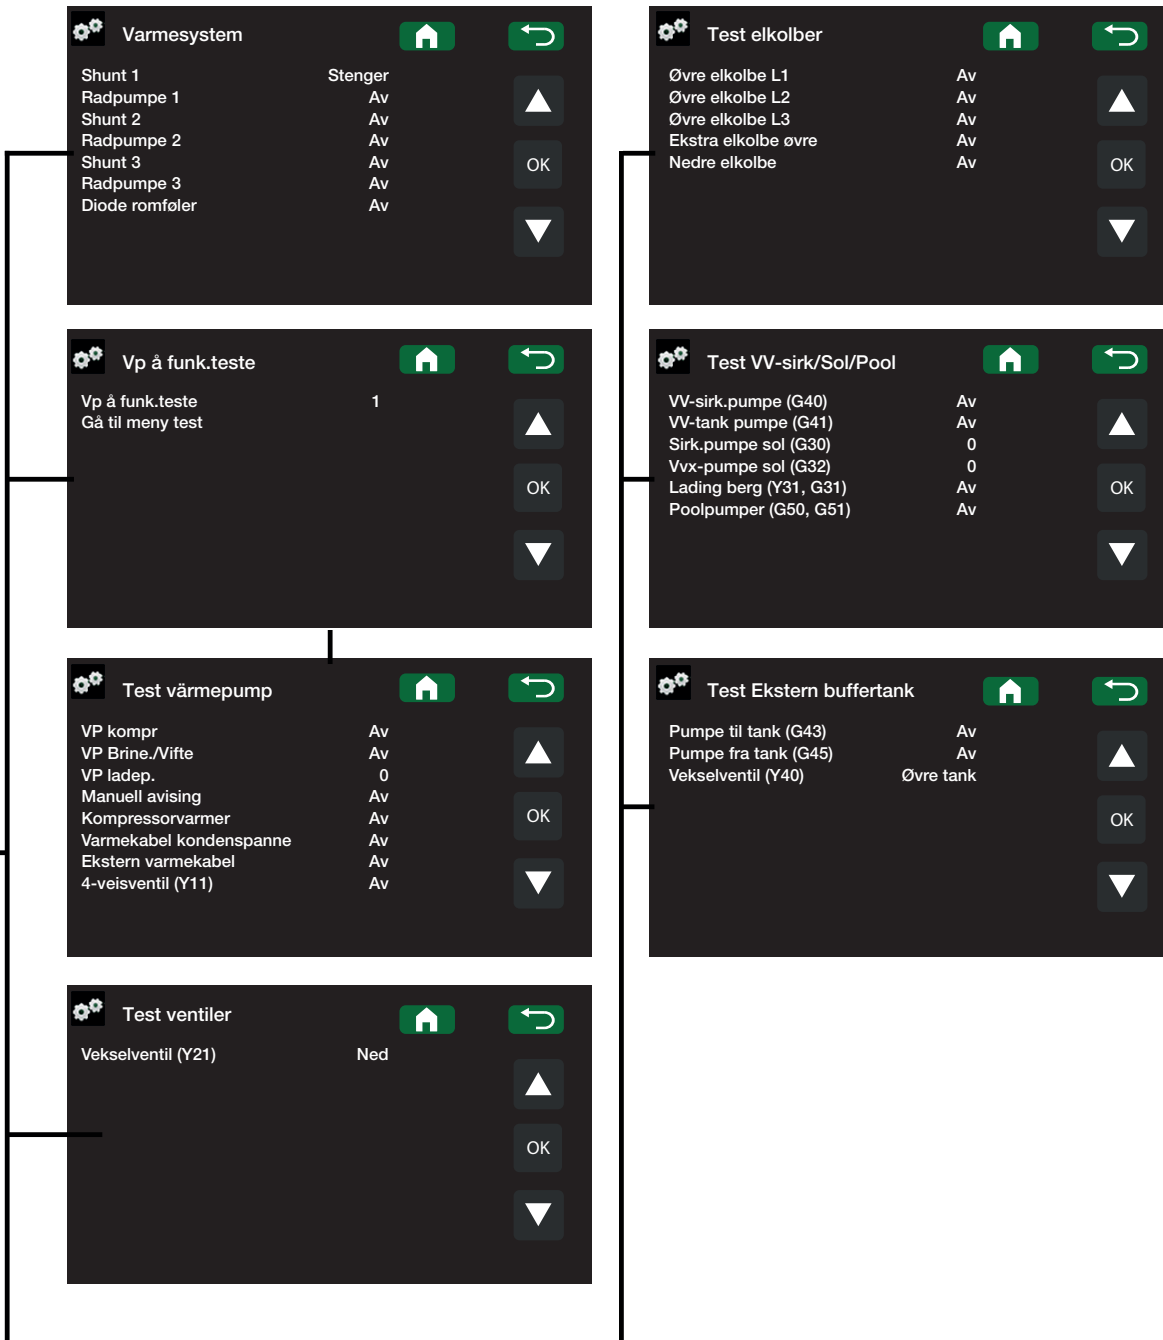 Varmesystem
Shunt 1 Stenger
Radpumpe 1 Av
Shunt 2 Av
Radpumpe 2 Av
Shunt 3 Av
Radpumpe 3 Av
Diode romføler Av
OK
Vp å funk.teste
Vp å funk.teste 1
Gå til meny test
OK
Test värmepump
VP kompr Av
VP Brine./Vifte Av
VP ladep. 0
Manuell avising Av
Kompressorvarmer Av
Varmekabel kondenspanne Av
Ekstern varmekabel Av
4-veisventil (Y11) Av
OK
Test ventiler
Vekselventil (Y21) Ned
OK
Test elkolber
Øvre elkolbe L1 Av
Øvre elkolbe L2 Av
Øvre elkolbe L3 Av
Ekstra elkolbe øvre Av
Nedre elkolbe Av
OK
Test VV-sirk/Sol/Pool
VV-sirk.pumpe (G40) Av
VV-tank pumpe (G41) Av
Sirk.pumpe sol (G30) 0
Vvx-pumpe sol (G32) 0
Lading berg (Y31, G31) Av
Poolpumper (G50, G51) Av
OK
Test Ekstern buffertank
Pumpe til tank (G43) Av
Pumpe fra tank (G45) Av
Vekselventil (Y40) Øvre tank
OK